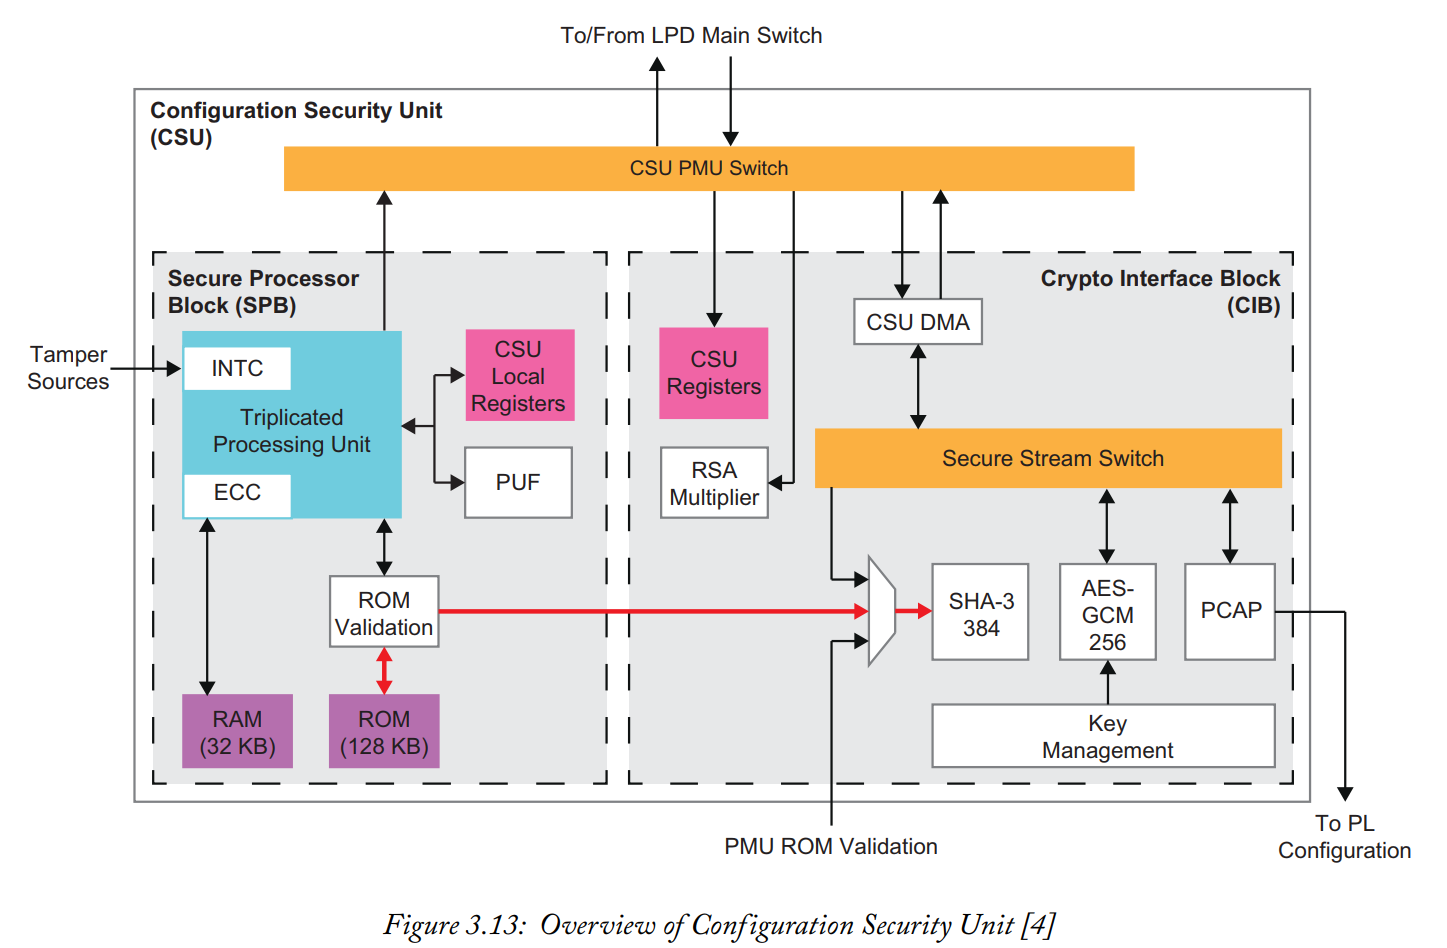 To/From LPD Main Switch
Configuration Security Unit
(CSU)
CSU PMU Switch
Secure Processor
Block (SPB)
Crypto Interface Block
(CIB)
Tamper
Sources
INTC
Triplicated
Processing Unit
ECC
CSU
Local
Registers
PUF
CSU
Registers
RSA
Multiplier
CSU DMA
Secure Stream Switch
ROM
Validation
RAM
(32 KB)
ROM
(128 KB)
SHA-3
384
AES-
GCM
256
PCAP
Key
Management
PMU ROM Validation
To PL
Configuration
Figure 3.13: Overview of Configuration Security Unit [4]